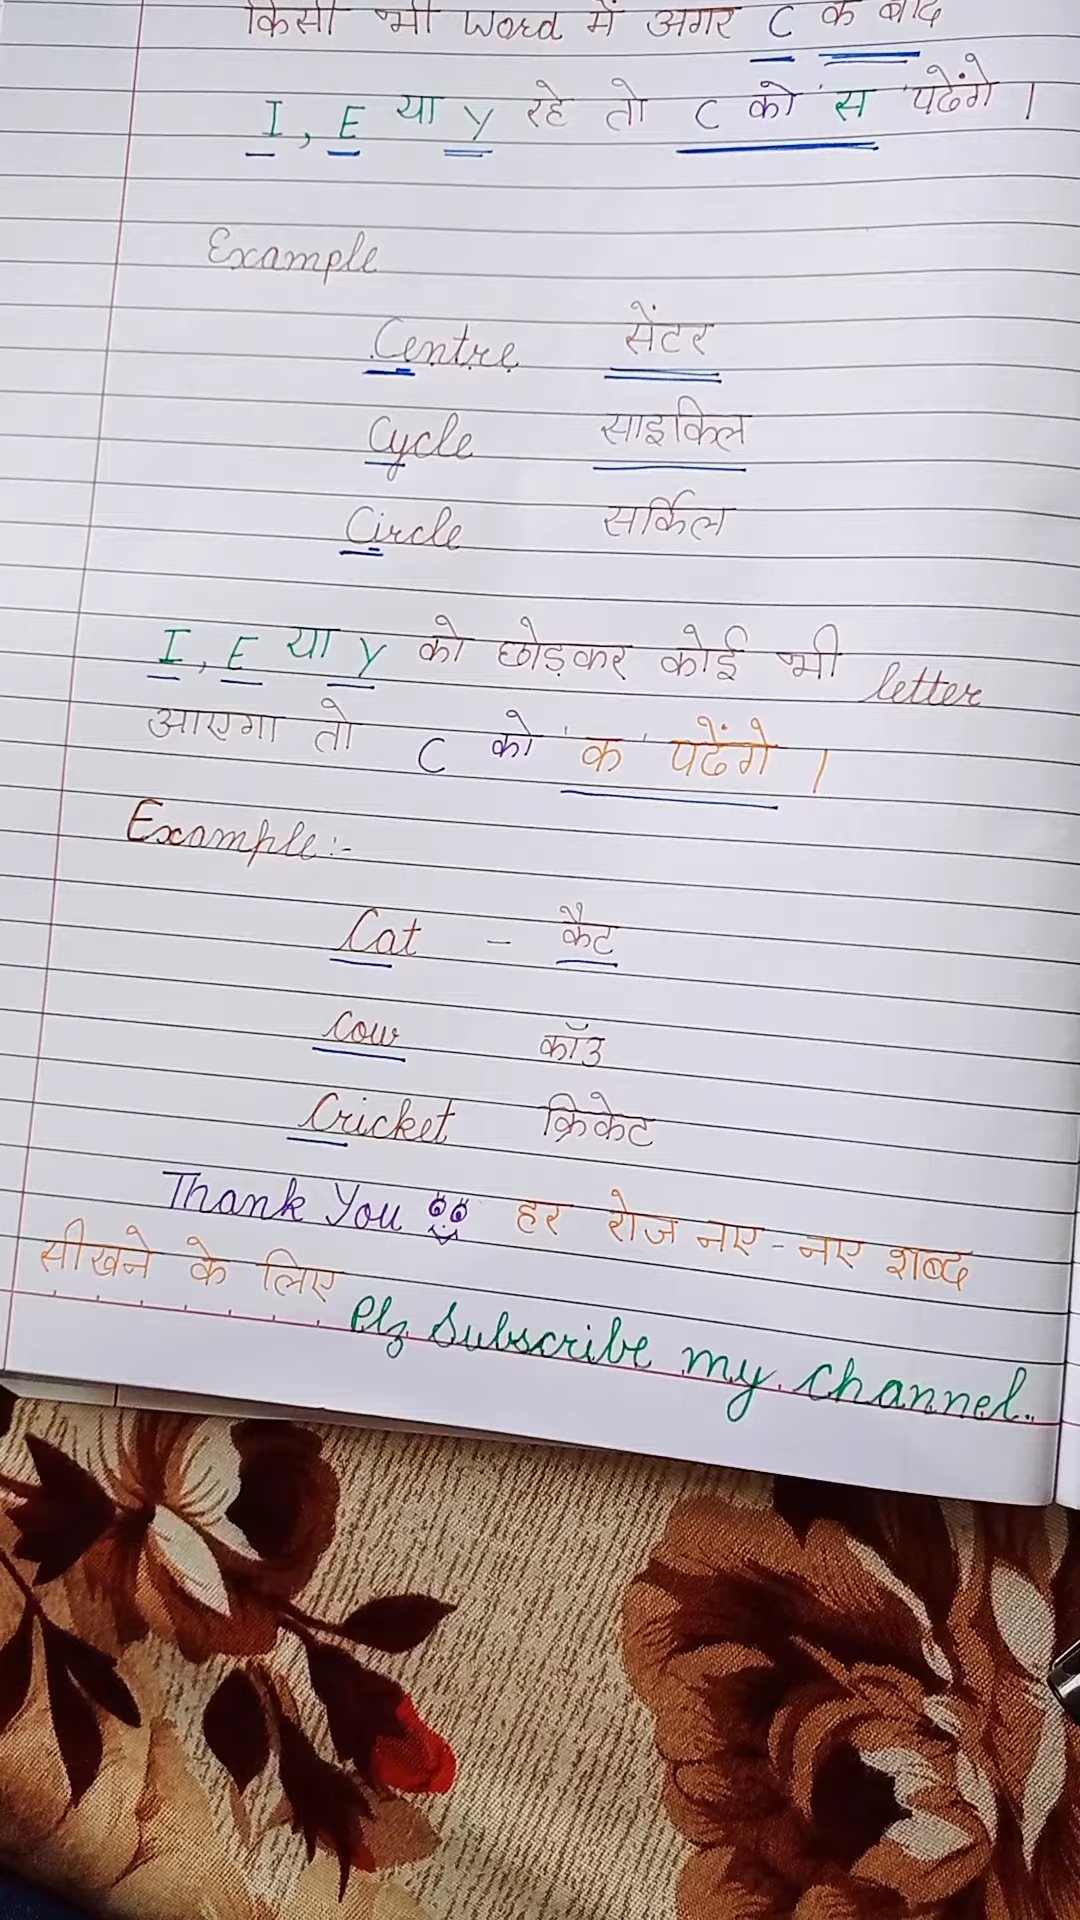 किसी भी word में अगर C के बाद
I, E या y रहे तो C को 'स' पढेंगे।
Example
Centre सेंटर
Cycle साइकिल
Circle सर्किल
I, E या y को छोड़कर कोई भी letter
आएगा तो C को 'क' पढेंगे।
Example:-
Cat - कैट
Cow कॉउ
Cricket क्रिकेट
Thank You हर रोज नए-नए शब्द
सीखने के लिए
Plz Subscribe my channel.